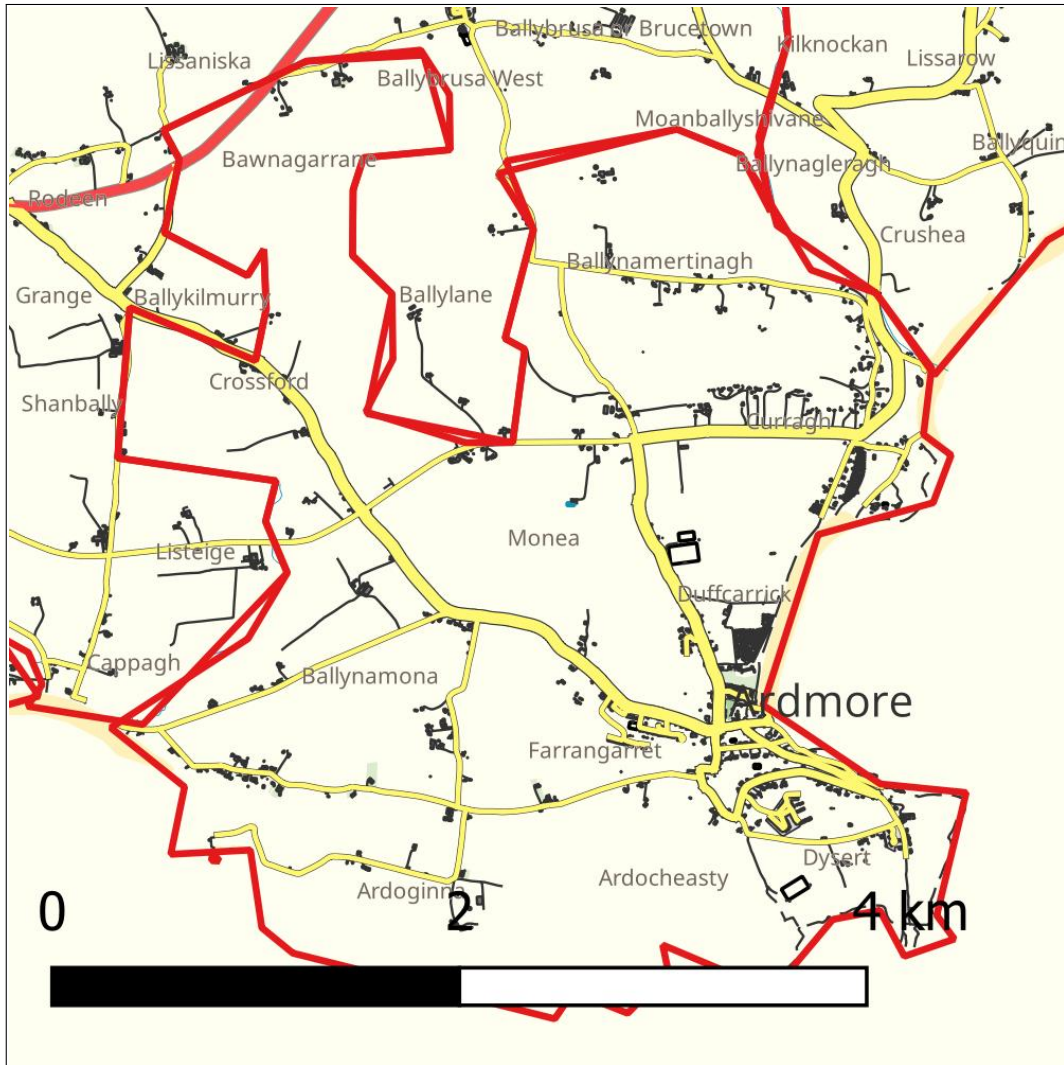 Ballybrusa or Brucetown
Kilknockan
Lissaniska
Lissarow
Ballybrusa West
Moanballyshivane
Bawnagarrane
Ballynagleragh
Ballyquin
Rodeen
Crushea
Ballynamertinagh
Grange
Ballykilmurry
Ballylane
Crossford
Shanbally
Curragh
Monea
Listeige
Duffcarrick
Cappagh
Ballynamona
Ardmore
Farrangarret
Dysert
Ardocheasty
Ardoginna
0
2
4 km